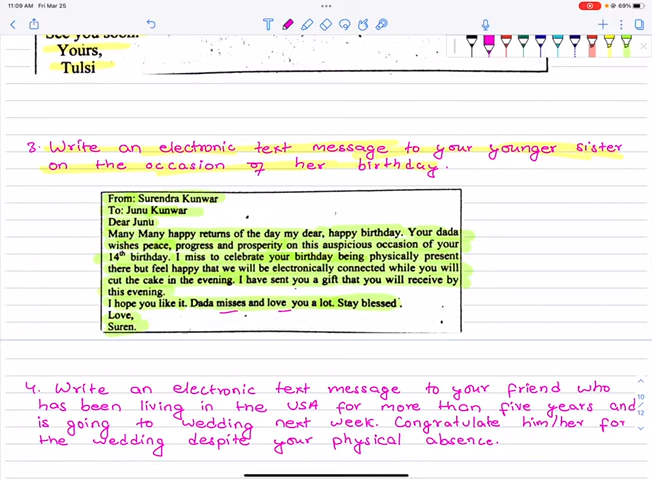 11:09 AM Fri Mar 25
69%
See you soon.
Yours,
Tulsi
3. Write an electronic text message to your younger sister
on the occasion of her birthday.
From: Surendra Kunwar
To: Junu Kunwar
Dear Junu
Many Many happy returns of the day my dear, happy birthday. Your dada
wishes peace, progress and prosperity on this auspicious occasion of your
14th birthday. I miss to celebrate your birthday being physically present
there but feel happy that we will be electronically connected while you will
cut the cake in the evening. I have sent you a gift that you will receive by
this evening.
I hope you like it. Dada misses and love you a lot. Stay blessed.
Love,
Suren.
4. Write an electronic text message to your friend who
has been living in the USA for more than five years and
is going to wedding next week. Congratulate him/her for
the wedding despite your physical absence.
10
12